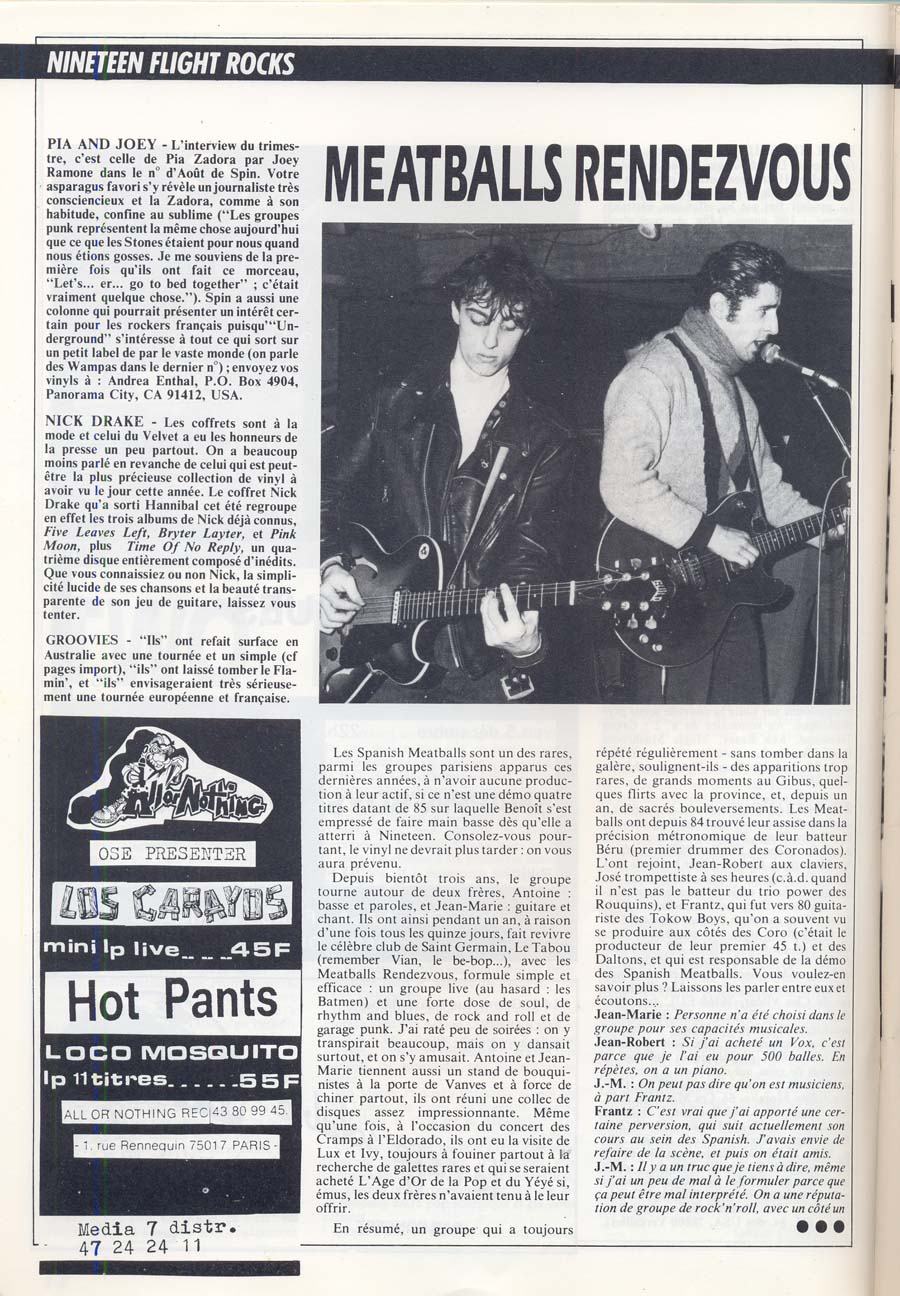 NINETEEN FLIGHT ROCKS
PIA AND JOEY - L'interview du trimes-
tre, c'est celle de Pia Zadora par Joey
Ramone dans le n° d'Août de Spin. Votre
asparagus favori s'y révèle un journaliste très
consciencieux et la Zadora, comme à son
habitude, confine au sublime ("Les groupes
punk représentent la même chose aujourd'hui
que ce que les Stones étaient pour nous quand
nous étions gosses. Je me souviens de la pre-
mière fois qu'ils ont fait ce morceau,
"Let's... er... go to bed together" ; c'était
vraiment quelque chose."). Spin a aussi une
colonne qui pourrait présenter un intérêt cer-
tain pour les rockers français puisqu'"Un-
derground" s'intéresse à tout ce qui sort sur
un petit label de par le vaste monde (on parle
des Wampas dans le dernier n°) ; envoyez vos
vinyls à : Andrea Enthal, P.O. Box 4904,
Panorama City, CA 91412, USA.
NICK DRAKE - Les coffrets sont à la
mode et celui du Velvet a eu les honneurs de
la presse un peu partout. On a beaucoup
moins parlé en revanche de celui qui est peut-
être la plus précieuse collection de vinyl à
avoir vu le jour cette année. Le coffret Nick
Drake qu'a sorti Hannibal cet été regroupe
en effet les trois albums de Nick déjà connus,
Five Leaves Left, Bryter Layter, et Pink
Moon, plus Time Of No Reply, un qua-
trième disque entièrement composé d'inédits.
Que vous connaissiez ou non Nick, la simpli-
cité lucide de ses chansons et la beauté trans-
parente de son jeu de guitare, laissez vous
tenter.
GROOVIES - "Ils" ont refait surface en
Australie avec une tournée et un simple (cf
pages import), "ils" ont laissé tomber le Fla-
min', et "ils" envisageraient très sérieuse-
ment une tournée européenne et française.
all or Nothing
OSE PRESENTER
LOS CARAYOS
mini lp live_ _ _45F
Hot Pants
LOCO MOSQUITO
lp 11 titres......55F
ALL OR NOTHING REC 43 80 99 45.
- 1. rue Rennequin 75017 PARIS -
Media 7 distr.
47 24 24 11
MEATBALLS RENDEZVOUS
GUILD
Les Spanish Meatballs sont un des rares,
parmi les groupes parisiens apparus ces
dernières années, à n'avoir aucune produc-
tion à leur actif, si ce n'est une démo quatre
titres datant de 85 sur laquelle Benoît s'est
empressé de faire main basse dès qu'elle a
atterri à Nineteen. Consolez-vous pour-
tant, le vinyl ne devrait plus tarder : on vous
aura prévenu.
Depuis bientôt trois ans, le groupe
tourne autour de deux frères, Antoine :
basse et paroles, et Jean-Marie : guitare et
chant. Ils ont ainsi pendant un an, à raison
d'une fois tous les quinze jours, fait revivre
le célèbre club de Saint Germain, Le Tabou
(remember Vian, le be-bop...), avec les
Meatballs Rendezvous, formule simple et
efficace : un groupe live (au hasard : les
Batmen) et une forte dose de soul, de
rhythm and blues, de rock and roll et de
garage punk. J'ai raté peu de soirées : on y
transpirait beaucoup, mais on y dansait
surtout, et on s'y amusait. Antoine et Jean-
Marie tiennent aussi un stand de bouqui-
nistes à la porte de Vanves et à force de
chiner partout, ils ont réuni une collec de
disques assez impressionnante. Même
qu'une fois, à l'occasion du concert des
Cramps à l'Eldorado, ils ont eu la visite de
Lux et Ivy, toujours à fouiner partout à la
recherche de galettes rares et qui se seraient
acheté L'Age d'Or de la Pop et du Yéyé si,
émus, les deux frères n'avaient tenu à le leur
offrir.
En résumé, un groupe qui a toujours
répété régulièrement - sans tomber dans la
galère, soulignent-ils - des apparitions trop
rares, de grands moments au Gibus, quel-
ques flirts avec la province, et, depuis un
an, de sacrés bouleversements. Les Meat-
balls ont depuis 84 trouvé leur assise dans la
précision métronomique de leur batteur
Béru (premier drummer des Coronados).
L'ont rejoint, Jean-Robert aux claviers,
José trompettiste à ses heures (c.à.d. quand
il n'est pas le batteur du trio power des
Rouquins), et Frantz, qui fut vers 80 guita-
riste des Tokow Boys, qu'on a souvent vu
se produire aux côtés des Coro (c'était le
producteur de leur premier 45 t.) et des
Daltons, et qui est responsable de la démo
des Spanish Meatballs. Vous voulez-en
savoir plus ? Laissons les parler entre eux et
écoutons...
Jean-Marie : Personne n'a été choisi dans le
groupe pour ses capacités musicales.
Jean-Robert : Si j'ai acheté un Vox, c'est
parce que je l'ai eu pour 500 balles. En
répètes, on a un piano.
J.-M. : On peut pas dire qu'on est musiciens,
à part Frantz.
Frantz : C'est vrai que j'ai apporté une cer-
taine perversion, qui suit actuellement son
cours au sein des Spanish. J'avais envie de
refaire de la scène, et puis on était amis.
J.-M. : Il y a un truc que je tiens à dire, même
si j'ai un peu de mal à le formuler parce que
ça peut être mal interprété. On a une réputa-
tion de groupe de rock'n'roll, avec un côté un
●●●